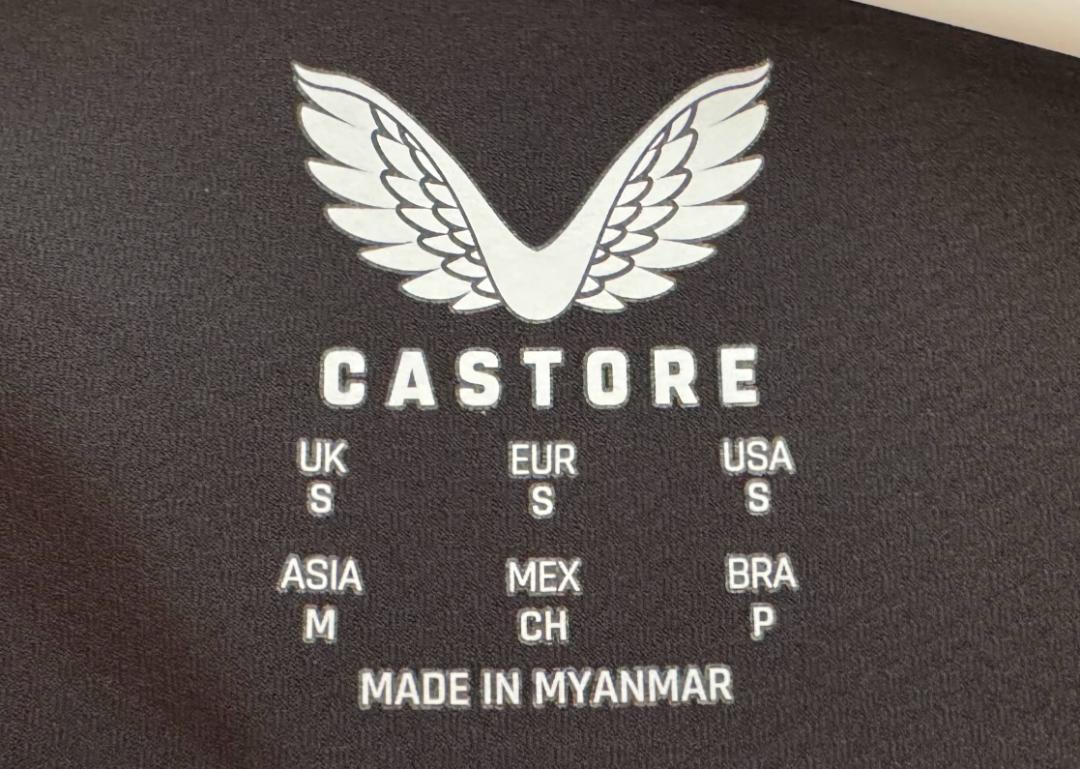 CASTORE
UK EUR USA
S S S
ASIA MEX BRA
M CH P
MADE IN MYANMAR